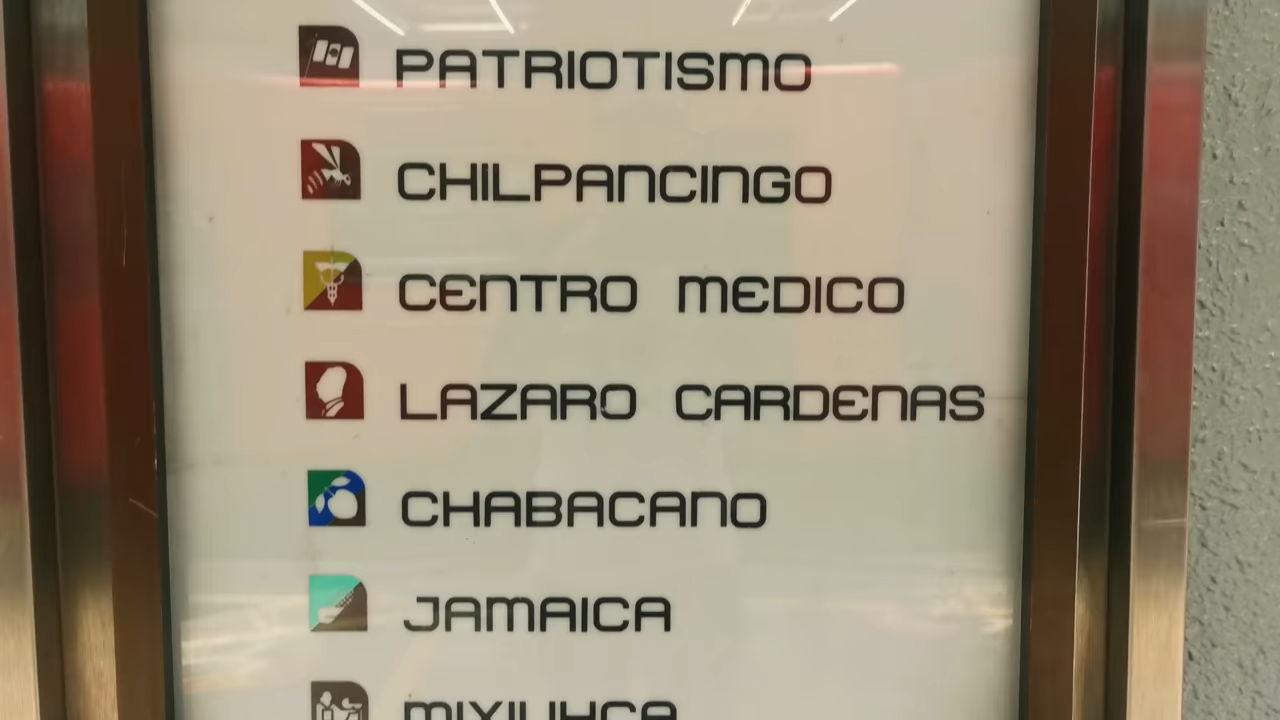 PATRIOTISMO
CHILPANCINGO
CENTRO MEDICO
LAZARO CARDENAS
CHABACANO
JAMAICA
MIXIUHCA